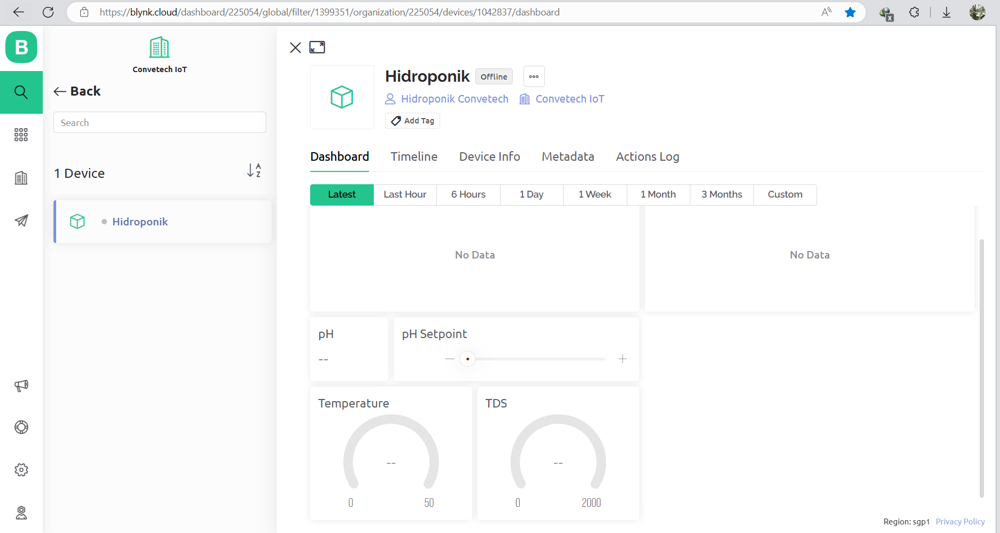 https://blynk.cloud/dashboard/225054/global/filter/1399351/organization/225054/devices/1042837/dashboard
A
X
B
Convetech IoT
Back
Search
1 Device
A
Z
Hidroponik
Hidroponik
Offline
Hidroponik Convetech
Convetech IoT
Add Tag
Dashboard Timeline Device Info Metadata Actions Log
Latest Last Hour 6 Hours 1 Day 1 Week 1 Month 3 Months Custom
No Data
No Data
pH
--
pH Setpoint
Temperature
--
0 50
TDS
--
0 2000
Region: sgp1 Privacy Policy